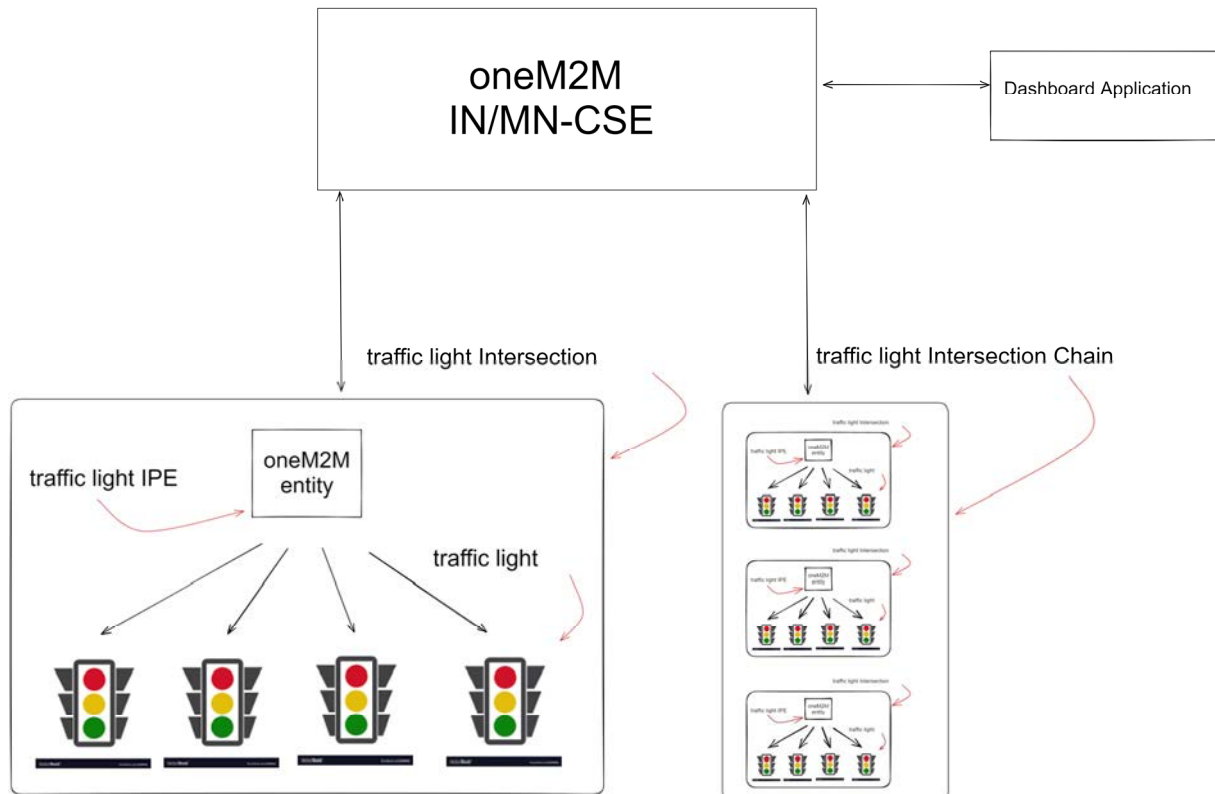 oneM2M
IN/MN-CSE
Dashboard Application
traffic light Intersection
traffic light Intersection Chain
oneM2M
entity
traffic light IPE
traffic light
traffic light Intersection
oneM2M
entity
traffic light IPE
traffic light
traffic light Intersection
oneM2M
entity
traffic light IPE
traffic light
traffic light Intersection
oneM2M
entity
traffic light IPE
traffic light